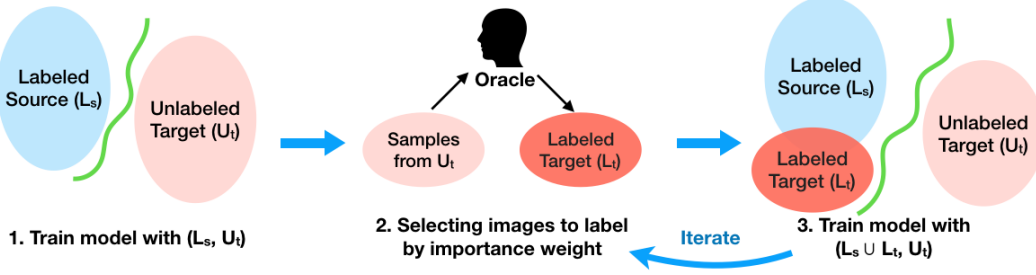 Labeled
Source (Lₛ)
Unlabeled
Target (Uₜ)
1. Train model with (Lₛ, Uₜ)
Oracle
Samples
from Uₜ
Labeled
Target (Lₜ)
2. Selecting images to label
by importance weight
Iterate
Labeled
Source (Lₛ)
Labeled
Target (Lₜ)
Unlabeled
Target (Uₜ)
3. Train model with
(Lₛ ∪ Lₜ, Uₜ)